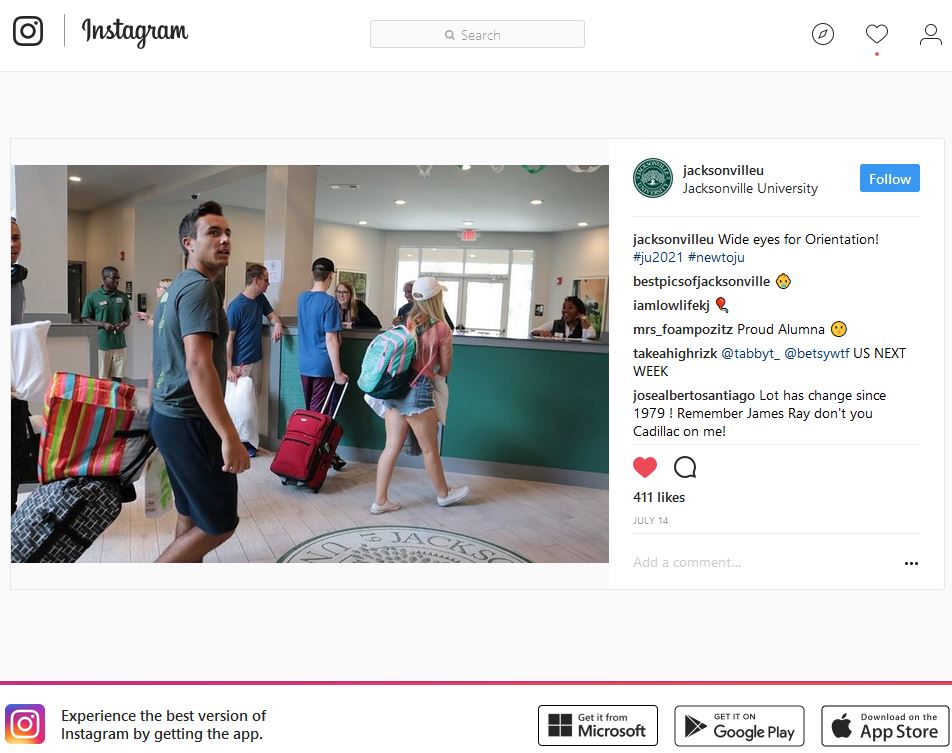 Instagram
Search
jacksonvilleu
Jacksonville University
Follow
JACKSONVILLE
UNIVERSITY
jacksonvilleu Wide eyes for Orientation!
#ju2021 #newtoju
bestpicsofjacksonville
iamlowlifekj
mrs_foampozitz Proud Alumna
takeahighrizk @tabbyt_ @betsywtf US NEXT
WEEK
josealbertosantiago Lot has change since
1979 ! Remember James Ray don't you
Cadillac on me!
EXIT
JACKSO
411 likes
JULY 14
Add a comment...
Experience the best version of
Instagram by getting the app.
Get it from
Microsoft
GET IT ON
Google Play
Download on the
App Store